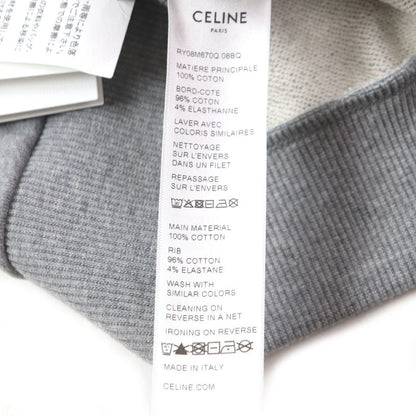 CELINE
PARIS
RY08M670Q.08BQ
MATIÈRE PRINCIPALE
100% COTON
BORD-COTE
96% COTON
4% ELASTHANNE
LAVER AVEC
COLORIS SIMILAIRES
NETTOYAGE
SUR L'ENVERS
DANS UN FILET
REPASSAGE
SUR L'ENVERS
MAIN MATERIAL
100% COTTON
RIB
96% COTTON
4% ELASTANE
WASH WITH
SIMILAR COLORS
CLEANING ON
REVERSE IN A NET
IRONING ON REVERSE
MADE IN ITALY
CELINE.COM